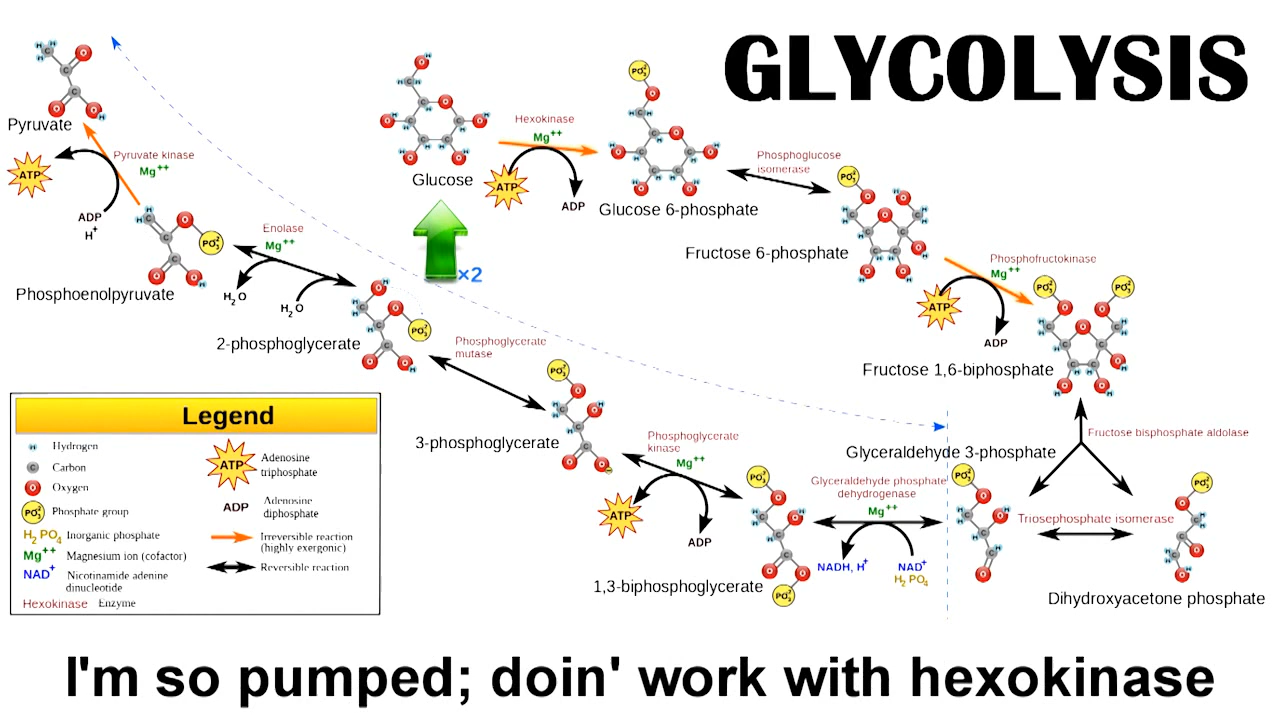 GLYCOLYSIS
Pyruvate
ATP
Pyruvate kinase
Mg++
ADP
H+
Phosphoenolpyruvate
Enolase
Mg++
H2O
H2O
2-phosphoglycerate
Phosphoglycerate
mutase
3-phosphoglycerate
Phosphoglycerate
kinase
Mg++
ATP
ADP
1,3-biphosphoglycerate
Glyceraldehyde phosphate
dehydrogenase
Mg++
NADH, H+
NAD+
H2 PO4
Glyceraldehyde 3-phosphate
Triosephosphate isomerase
Dihydroxyacetone phosphate
Fructose bisphosphate aldolase
Fructose 1,6-biphosphate
Phosphofructokinase
Mg++
ATP
ADP
Fructose 6-phosphate
Phosphoglucose
isomerase
Glucose 6-phosphate
Hexokinase
Mg++
ATP
ADP
Glucose
×2
Legend
H Hydrogen
C Carbon
O Oxygen
PO3 2- Phosphate group
H2 PO4 Inorganic phosphate
Mg++ Magnesium ion (cofactor)
NAD+ Nicotinamide adenine
dinucleotide
Hexokinase Enzyme
ATP Adenosine
triphosphate
ADP Adenosine
diphosphate
Irreversible reaction
(highly exergonic)
Reversible reaction
I'm so pumped; doin' work with hexokinase